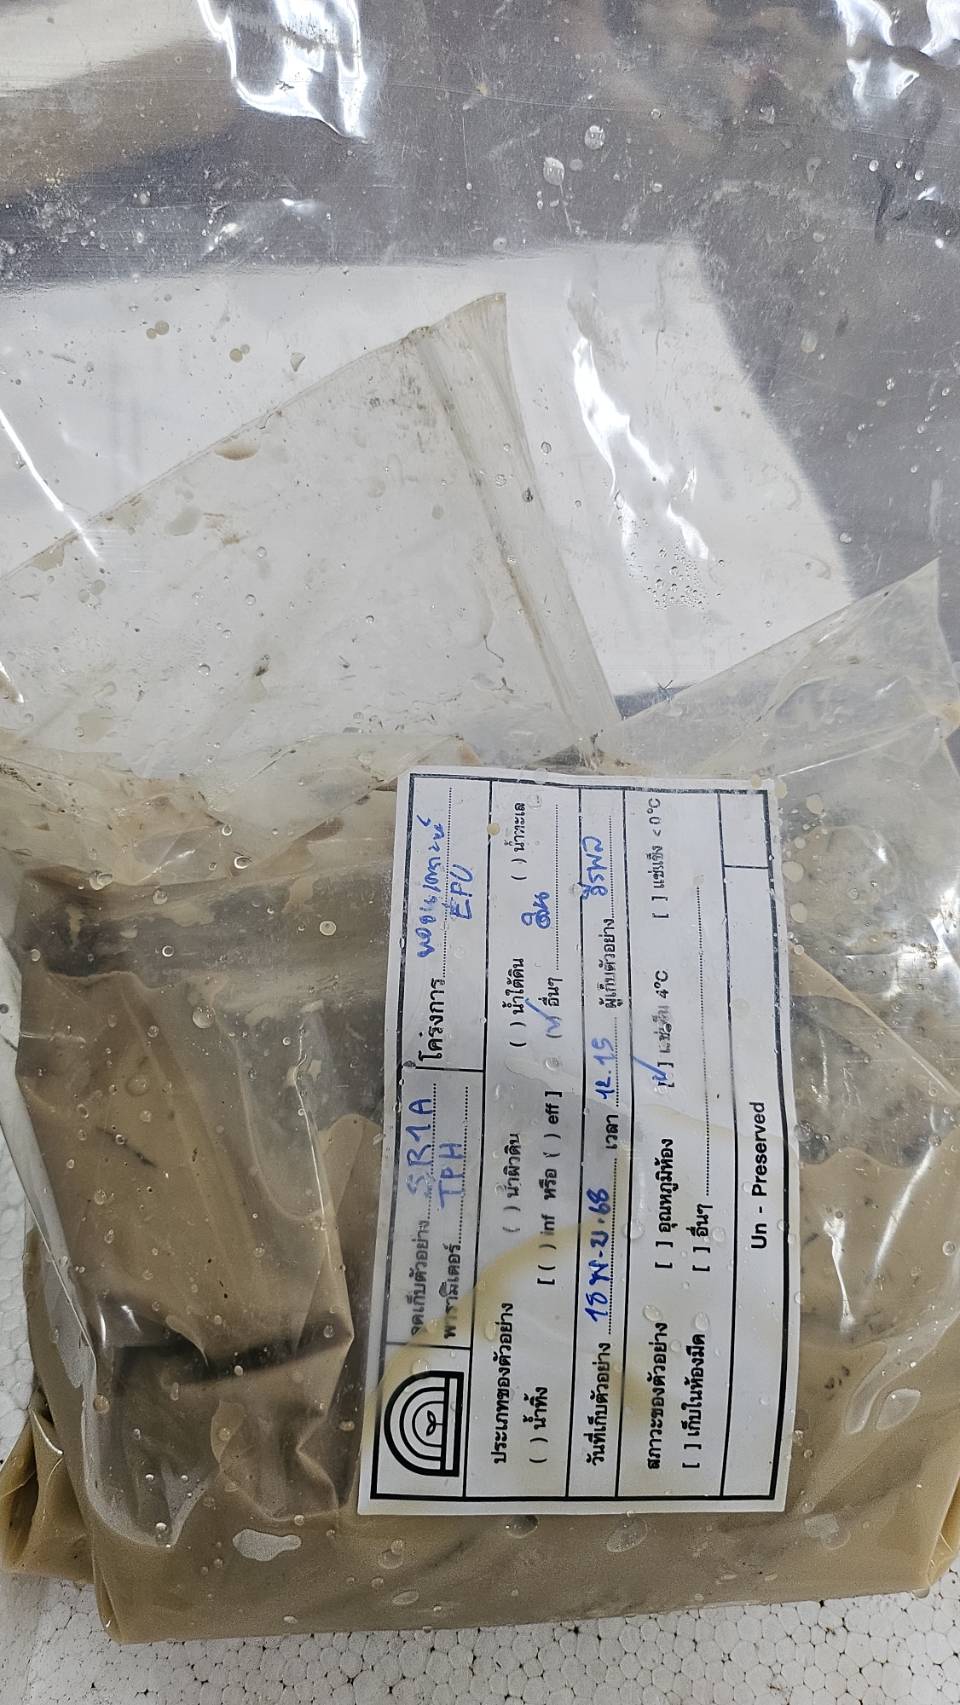 จุดเก็บตัวอย่าง SR1A
พารามิเตอร์ TPH
โครงการ
EPU
ประเภทของตัวอย่าง
( ) น้ำทิ้ง ( ) น้ำผิวดิน ( ) น้ำใต้ดิน ( ) น้ำทะเล
[ ( ) inf หรือ ( ) eff ] (✓) อื่นๆ ดิน
วันที่เก็บตัวอย่าง 18 พ.ย. 68 เวลา 12.15 ผู้เก็บตัวอย่าง ธีรพล
สภาวะของตัวอย่าง [ ] อุณหภูมิห้อง [✓] แช่เย็น 4°C [ ] แช่แข็ง < 0°C
[ ] เก็บในห้องมืด [ ] อื่นๆ
Un - Preserved